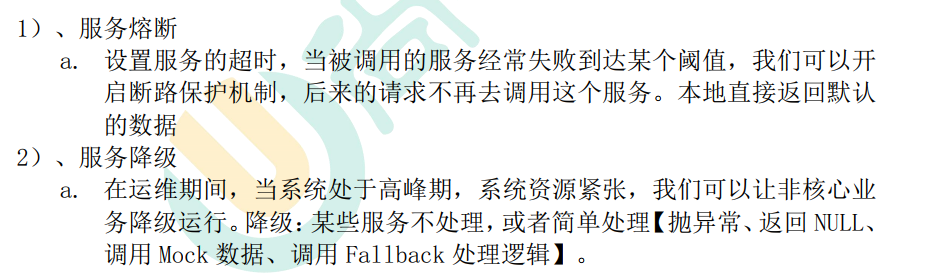 1)、服务熔断
a. 设置服务的超时，当被调用的服务经常失败到达某个阈值，我们可以开
启断路保护机制，后来的请求不再去调用这个服务。本地直接返回默认
的数据
2)、服务降级
a. 在运维期间，当系统处于高峰期，系统资源紧张，我们可以让非核心业
务降级运行。降级：某些服务不处理，或者简单处理【抛异常、返回 NULL、
调用 Mock 数据、调用 Fallback 处理逻辑】。